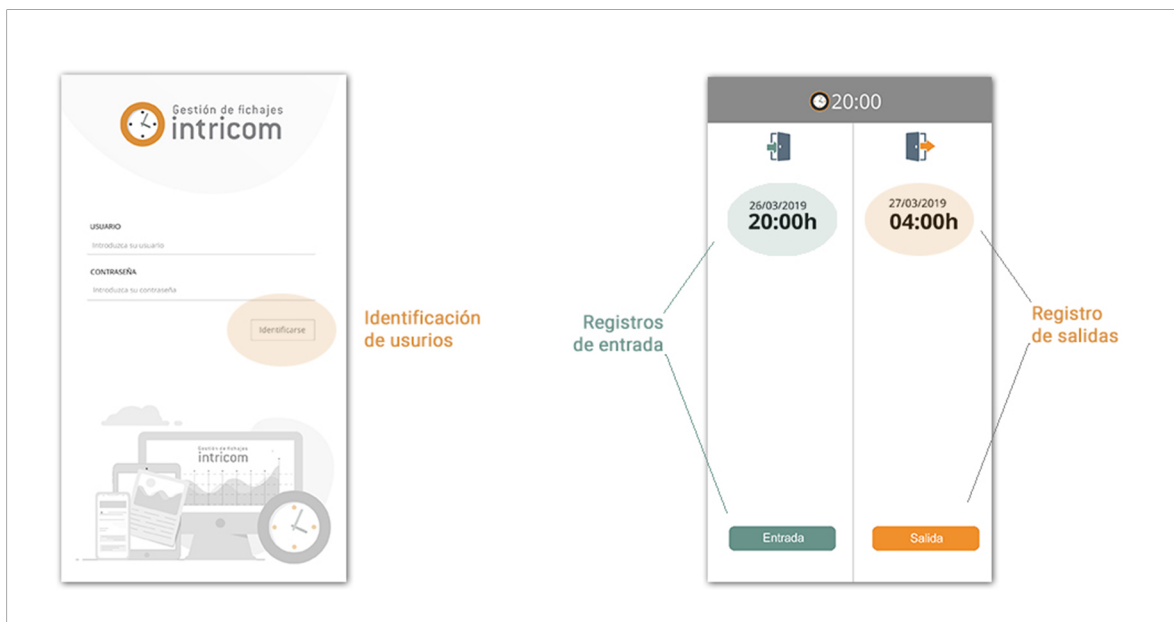 Gestión de fichajes
intricom
USUARIO
Introduzca su usuario
CONTRASEÑA
Introduzca su contraseña
Identificarse
Gestión de fichajes
intricom
Identificación
de usurios
20:00
26/03/2019
20:00h
27/03/2019
04:00h
Registros
de entrada
Registro
de salidas
Entrada
Salida